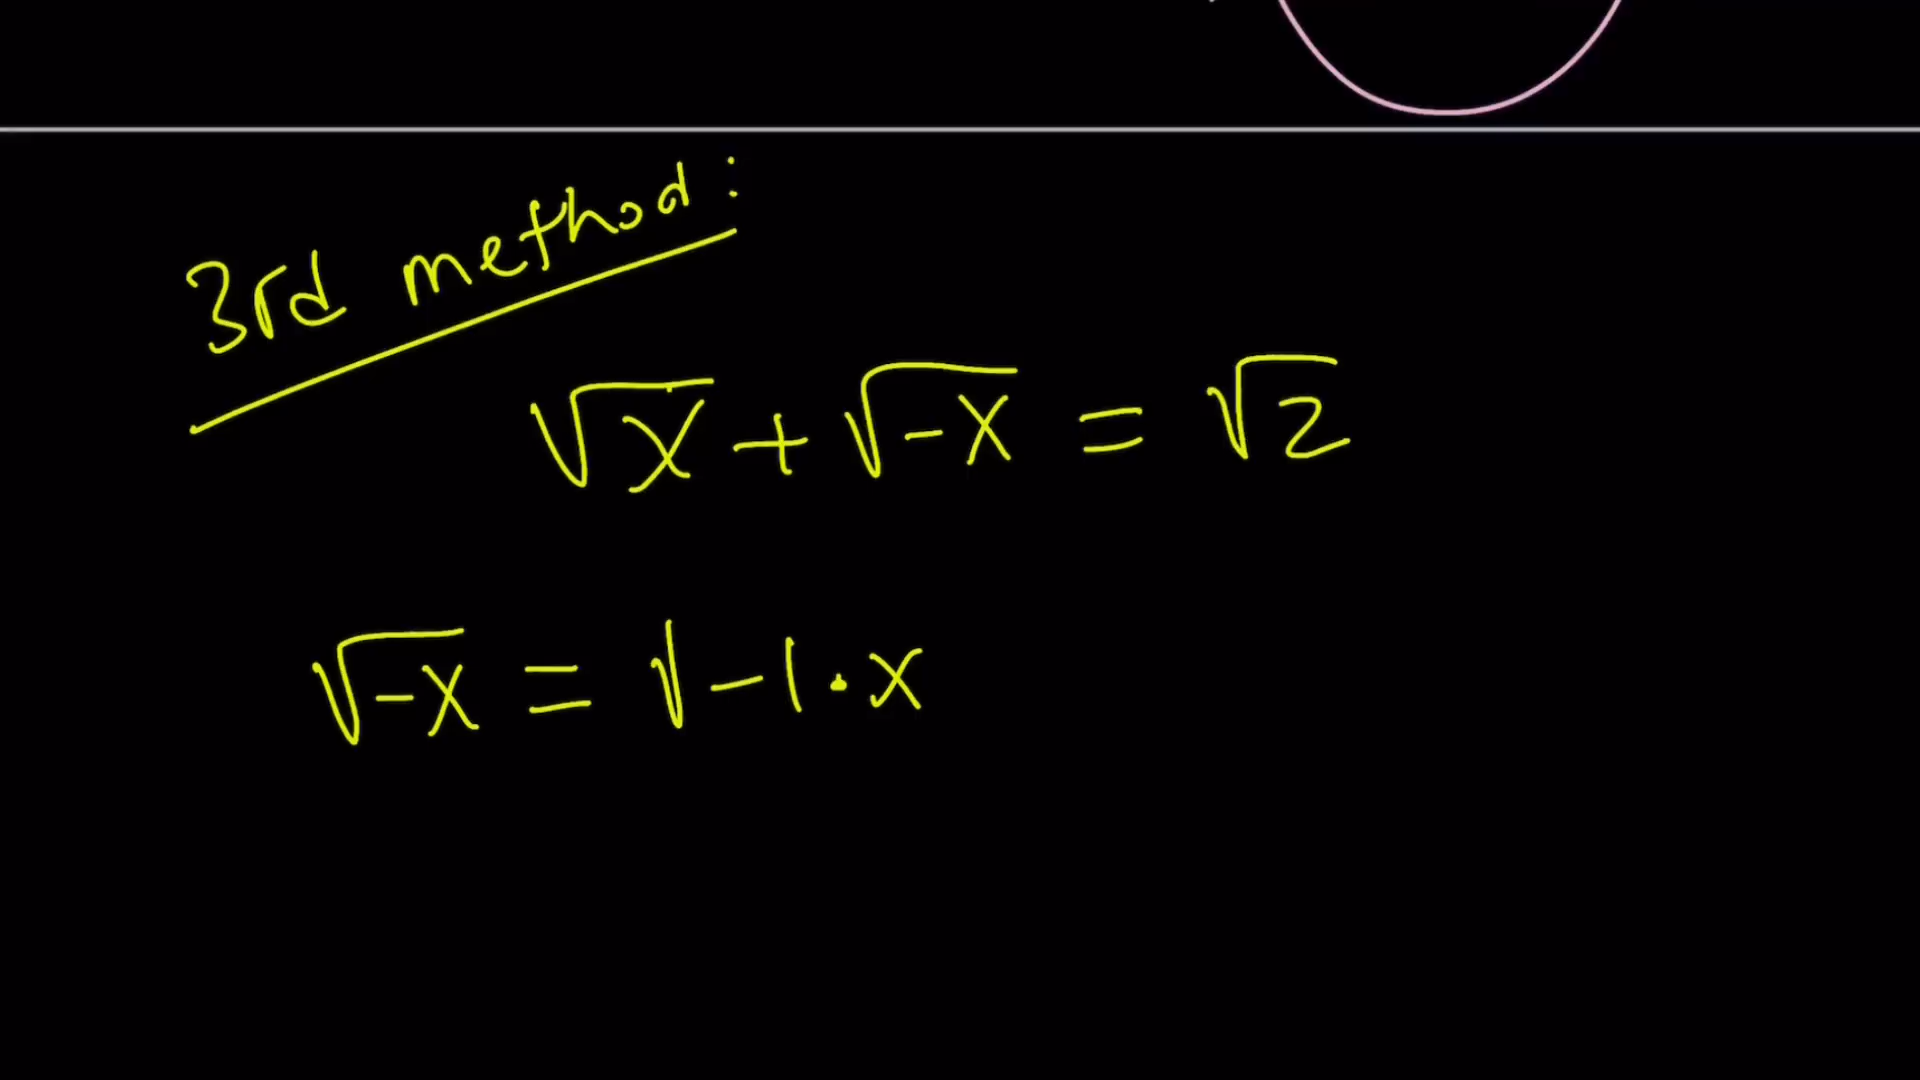 3rd method:
√x + √-x = √2
√-x = √-1·x